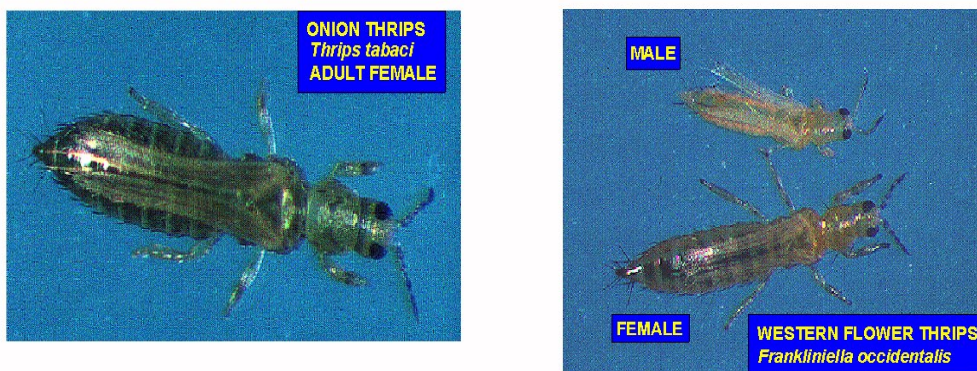 ONION THRIPS
Thrips tabaci
ADULT FEMALE
MALE
FEMALE
WESTERN FLOWER THRIPS
Frankliniella occidentalis